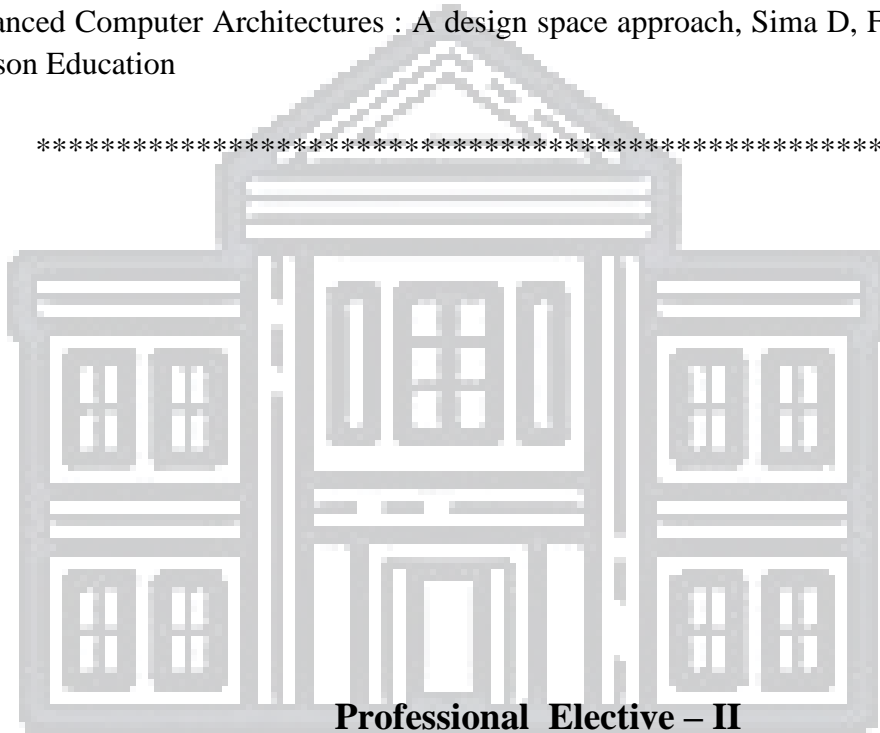 anced Computer Architectures : A design space approach, Sima D, F
son Education
****************************************************
Professional Elective – II